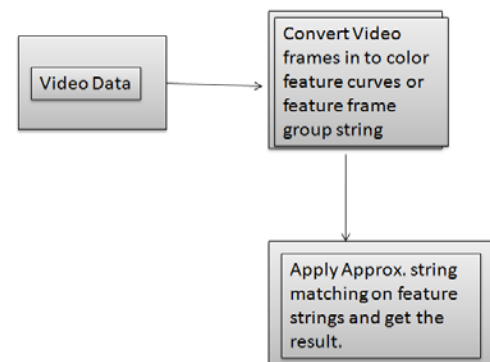 Video Data
Convert Video
frames in to color
feature curves or
feature frame
group string
Apply Approx. string
matching on feature
strings and get the
result.